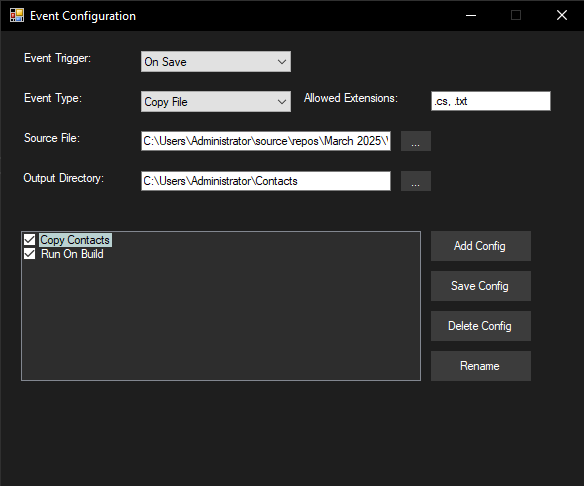 Event Configuration
Event Trigger: On Save
Event Type: Copy File Allowed Extensions: .cs, .txt
Source File: C:\Users\Administrator\source\repos\March 2025\ ...
Output Directory: C:\Users\Administrator\Contacts ...
Copy Contacts Add Config
Run On Build
Save Config
Delete Config
Rename